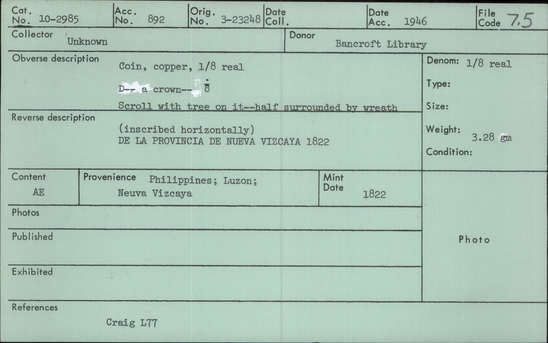 Cat. No. 10-2985 Acc. No. 892 Orig. No. 3-23248 Date Coll. Date Acc. 1946 File Code 7.5
Collector Unknown Donor Bancroft Library
Obverse description Coin, copper, 1/8 real
D-- a crown-- 8
Scroll with tree on it--half surrounded by wreath
Denom: 1/8 real
Type:
Size:
Weight: 3.28 gm
Condition:
Reverse description (inscribed horizontally)
DE LA PROVINCIA DE NUEVA VIZCAYA 1822
Content AE Provenience Philippines; Luzon;
Neuva Vizcaya
Mint Date 1822
Photos
Published
Exhibited
Photo
References
Craig L77